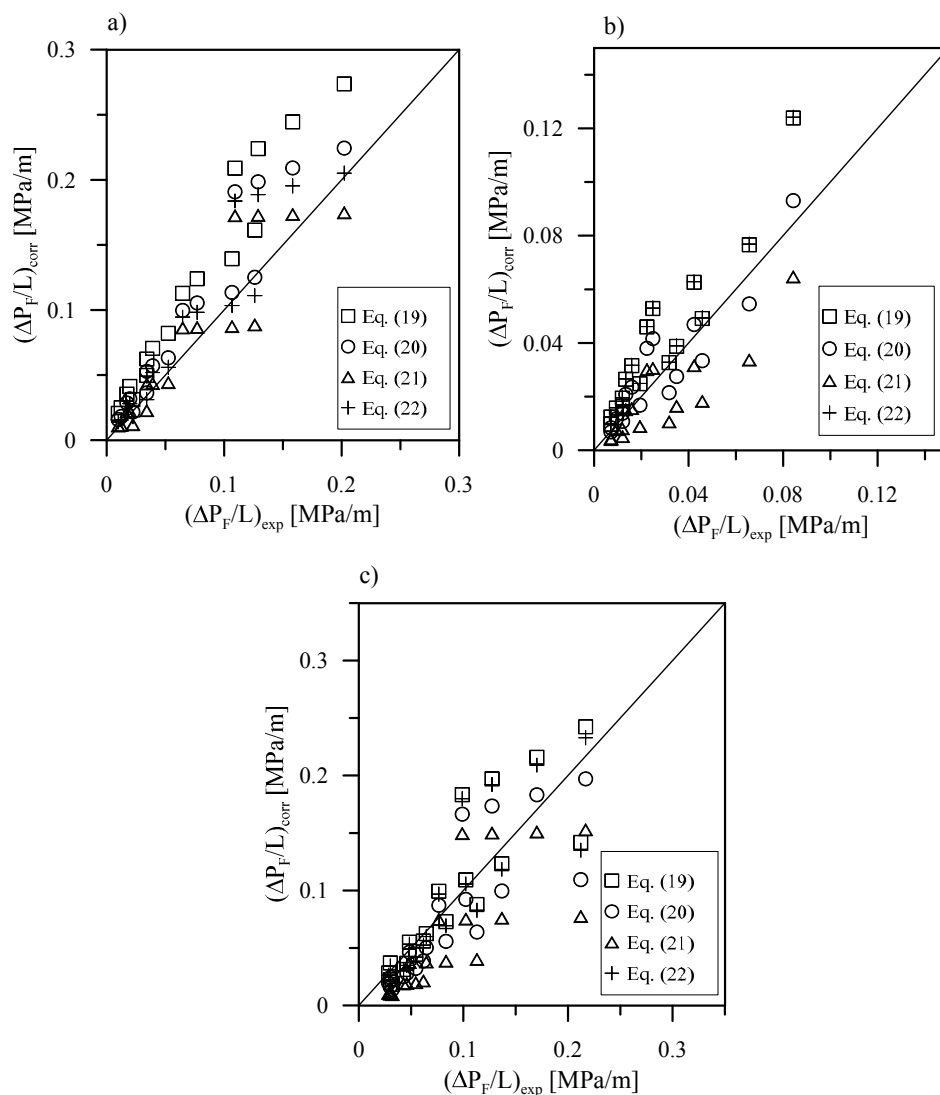 a)
0.3
0.2
0.1
0
(ΔP_F/L)_corr [MPa/m]
Eq. (19)
Eq. (20)
Eq. (21)
Eq. (22)
0 0.1 0.2 0.3
(ΔP_F/L)_exp [MPa/m]
b)
0.12
0.08
0.04
0
(ΔP_F/L)_corr [MPa/m]
Eq. (19)
Eq. (20)
Eq. (21)
Eq. (22)
0 0.04 0.08 0.12
(ΔP_F/L)_exp [MPa/m]
c)
0.3
0.2
0.1
0
(ΔP_F/L)_corr [MPa/m]
Eq. (19)
Eq. (20)
Eq. (21)
Eq. (22)
0 0.1 0.2 0.3
(ΔP_F/L)_exp [MPa/m]